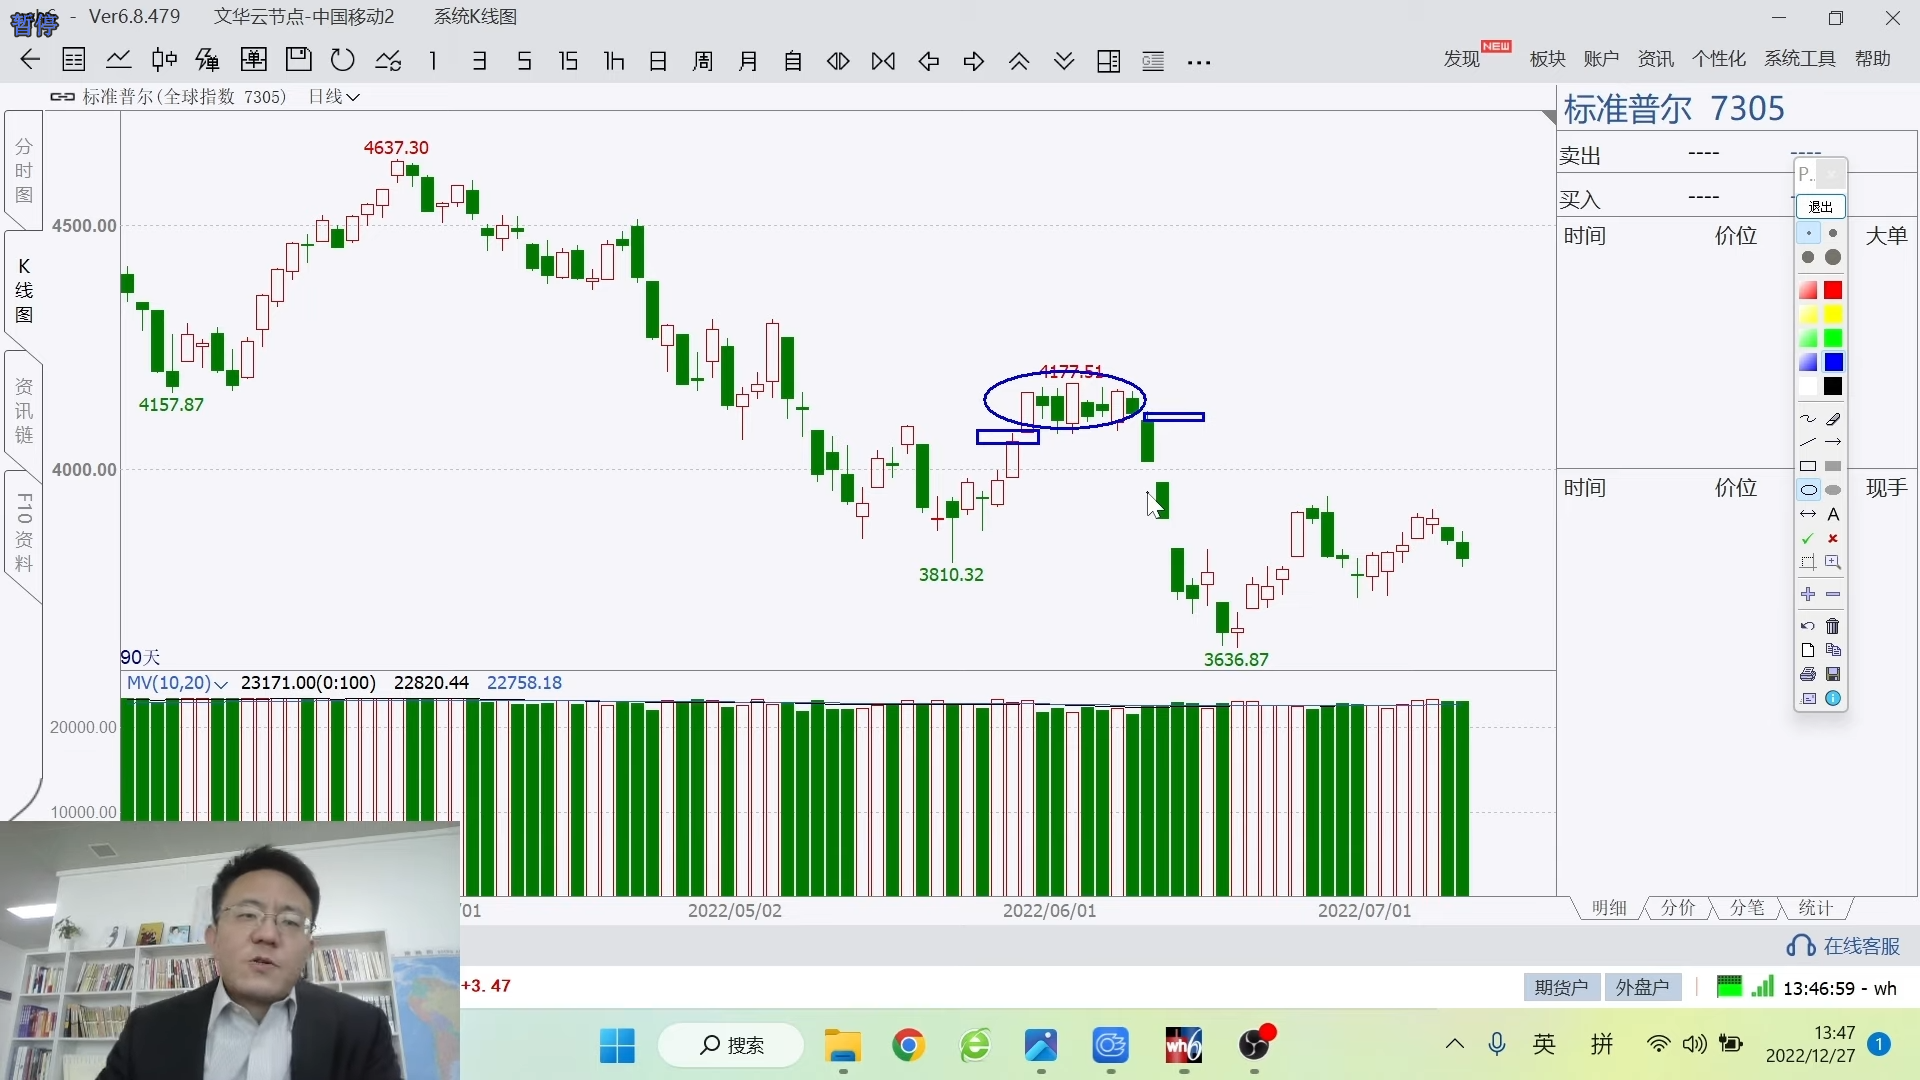 暂停
- Ver6.8.479 文华云节点-中国移动2 系统K线图
1 3 5 15 1h 日 周 月 自
发现 NEW 板块 账户 资讯 个性化 系统工具 帮助
标准普尔(全球指数 7305) 日线
标准普尔 7305
卖出 ---- ----
买入 ----
时间 价位 大单
时间 价位 现手
分时图
K线图
资讯链
F10资料
4637.30
4500.00
4157.87
4177.51
4000.00
3810.32
3636.87
90天
MV(10,20) 23171.00(0:100) 22820.44 22758.18
20000.00
10000.00
/01 2022/05/02 2022/06/01 2022/07/01
P..
退出
A
明细 分价 分笔 统计
在线客服
+3.47
期货户 外盘户 13:46:59 - wh
搜索
wh6
英 拼
13:47
2022/12/27
1